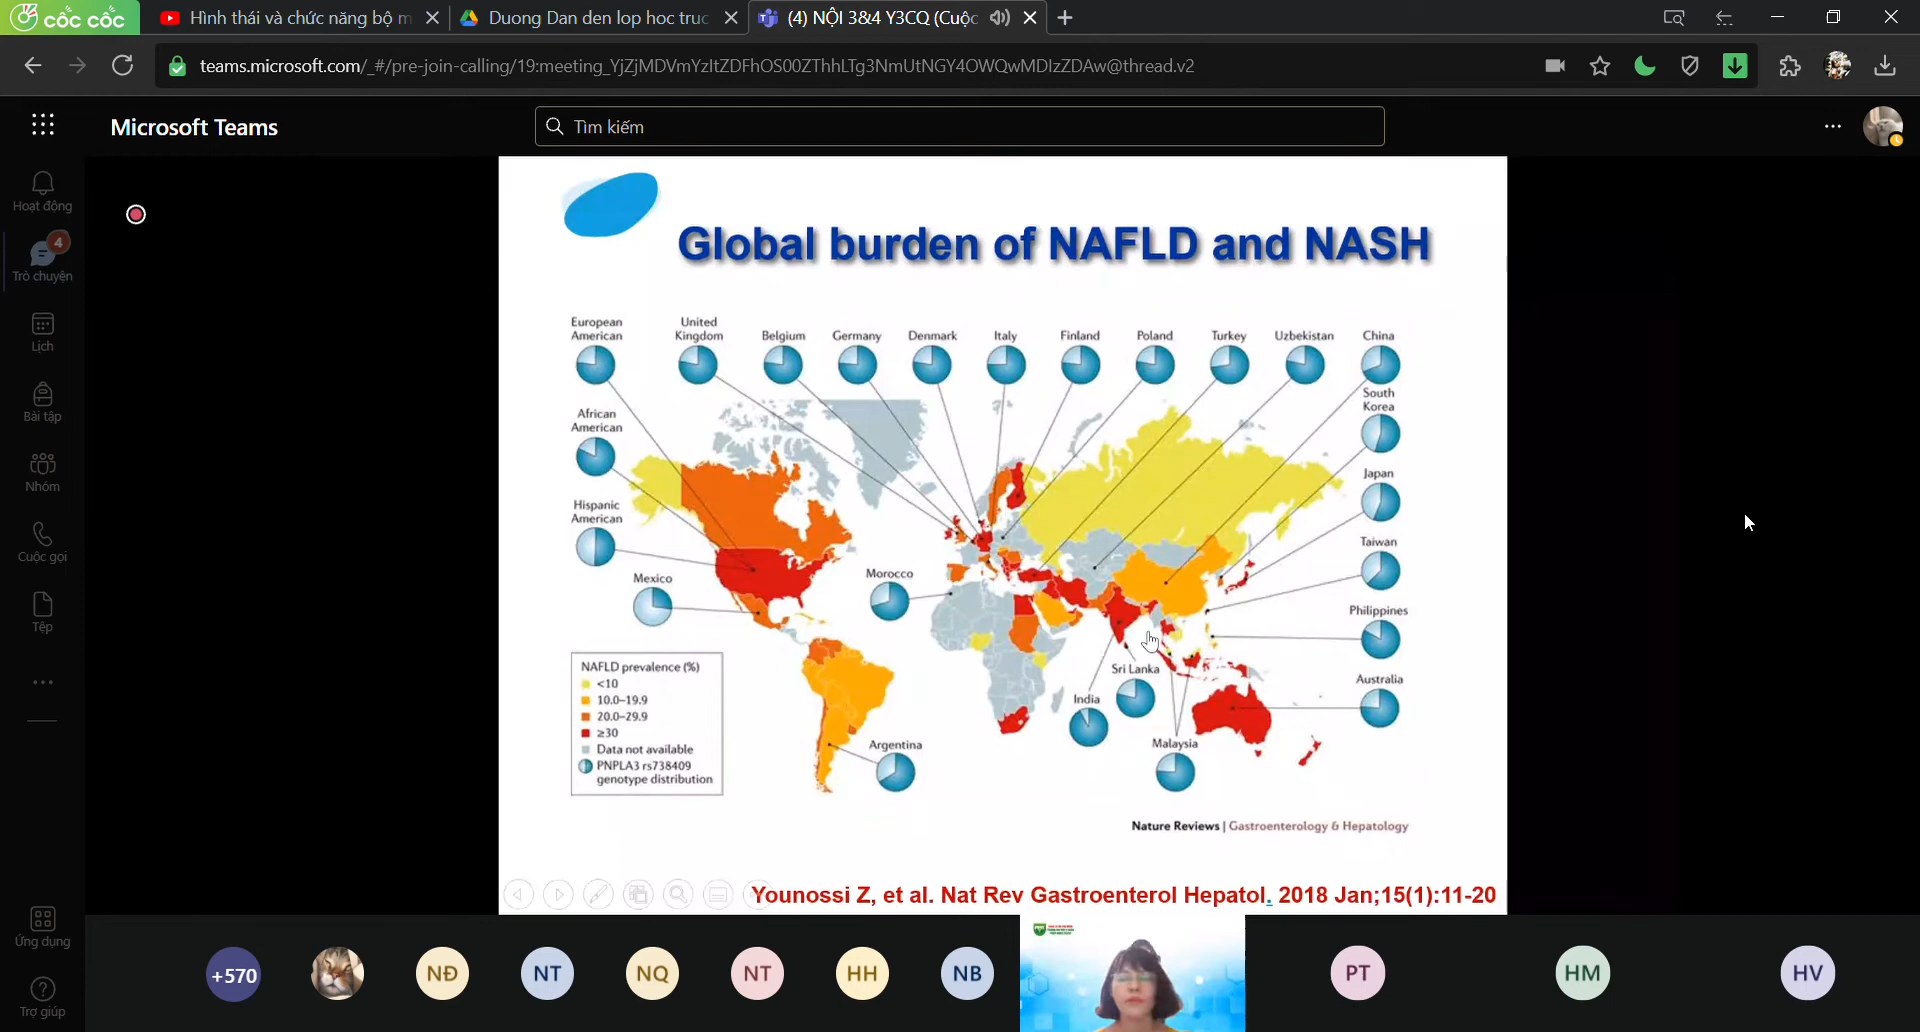 cốc cốc
Hình thái và chức năng bộ m
Duong Dan den lop hoc truc
(4) NỘI 3&4 Y3CQ (Cuộc
teams.microsoft.com/_#/pre-join-calling/19:meeting_YjZjMDVmYzItZDFhOS00ZThhLTg3NmUtNGY4OWQwMDIzZDAw@thread.v2
Microsoft Teams
Tìm kiếm
Hoạt động
4
Trò chuyện
Lịch
Bài tập
Nhóm
Cuộc gọi
Tệp
Ứng dụng
Trợ giúp
Global burden of NAFLD and NASH
European
American
United
Kingdom
Belgium
Germany
Denmark
Italy
Finland
Poland
Turkey
Uzbekistan
China
African
American
South
Korea
Hispanic
American
Japan
Mexico
Morocco
Taiwan
Philippines
Sri Lanka
India
Australia
Malaysia
Argentina
NAFLD prevalence (%)
<10
10.0–19.9
20.0–29.9
≥30
Data not available
PNPLA3 rs738409
genotype distribution
Nature Reviews | Gastroenterology & Hepatology
Younossi Z, et al. Nat Rev Gastroenterol Hepatol. 2018 Jan;15(1):11-20
+570
NĐ
NT
NQ
NT
HH
NB
PT
HM
HV